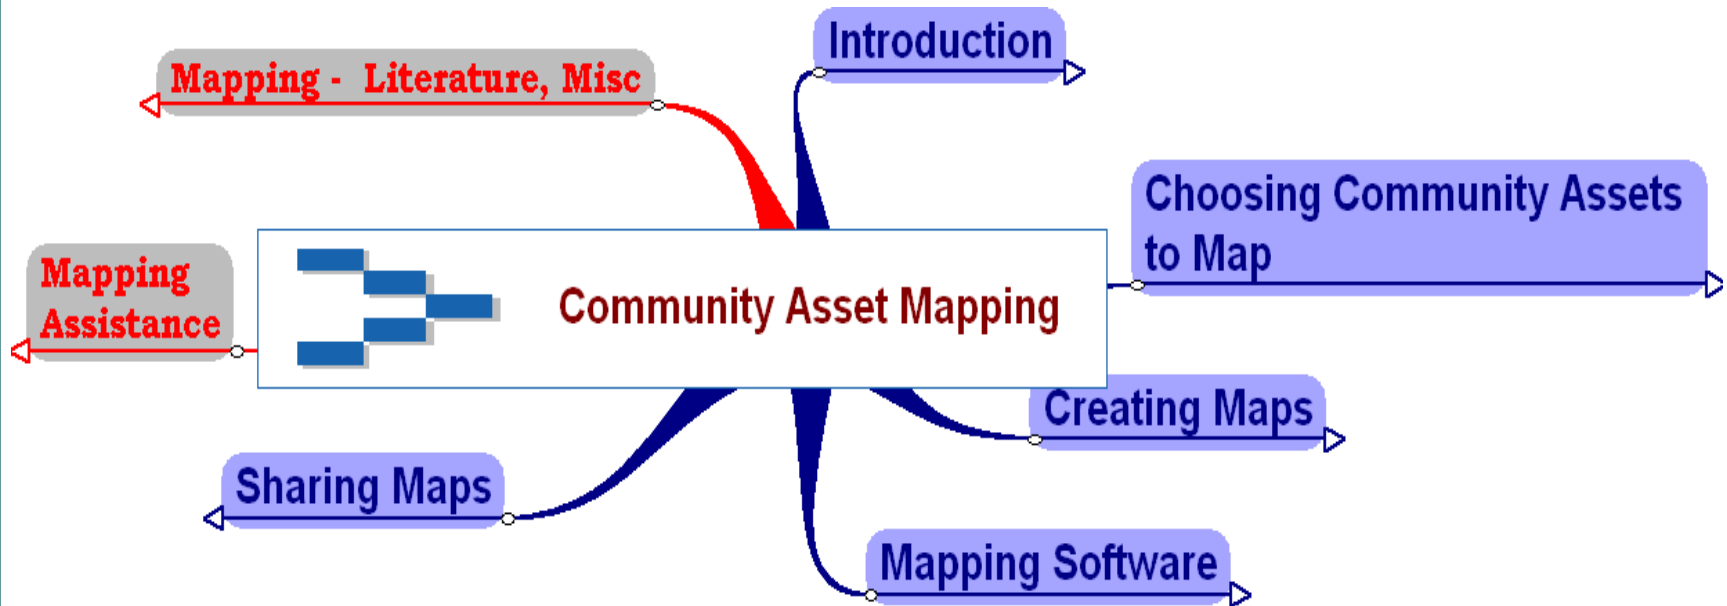 Introduction
Mapping -  Literature, Misc
Choosing Community Assets
to Map
Mapping
Assistance
Community Asset Mapping
Creating Maps
Sharing Maps
Mapping Software